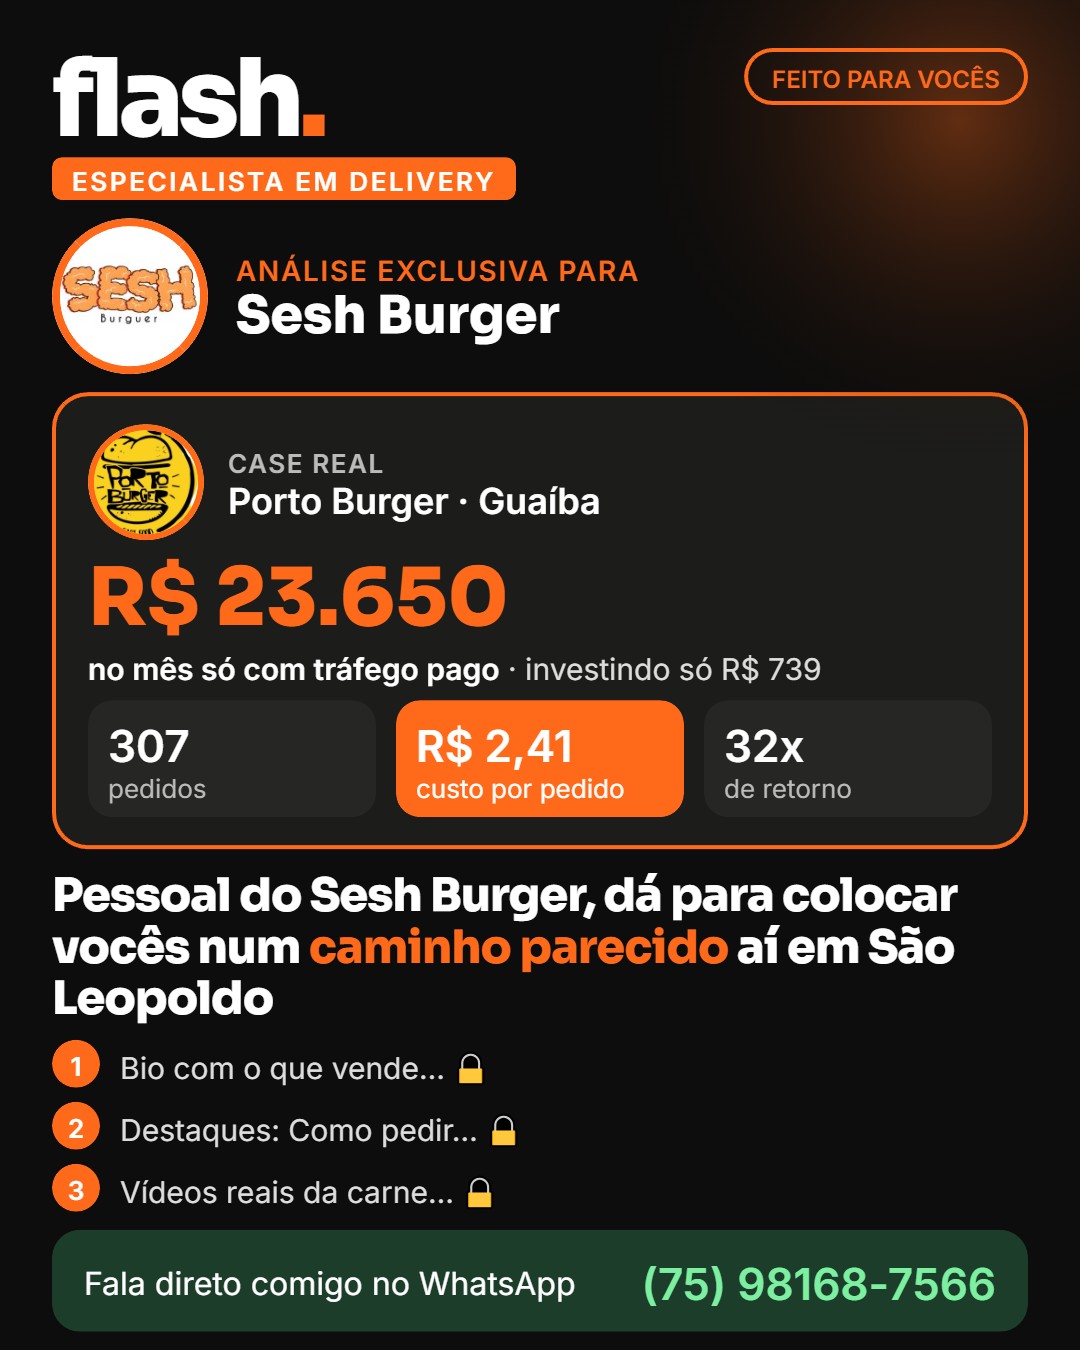 flash.
FEITO PARA VOCÊS
ESPECIALISTA EM DELIVERY
SESH
Burguer
ANÁLISE EXCLUSIVA PARA
Sesh Burger
PORTO
BURGER
CASE REAL
Porto Burger · Guaíba
R$ 23.650
no mês só com tráfego pago · investindo só R$ 739
307
pedidos
R$ 2,41
custo por pedido
32x
de retorno
Pessoal do Sesh Burger, dá para colocar
vocês num caminho parecido aí em São
Leopoldo
1 Bio com o que vende...
2 Destaques: Como pedir...
3 Vídeos reais da carne...
Fala direto comigo no WhatsApp (75) 98168-7566